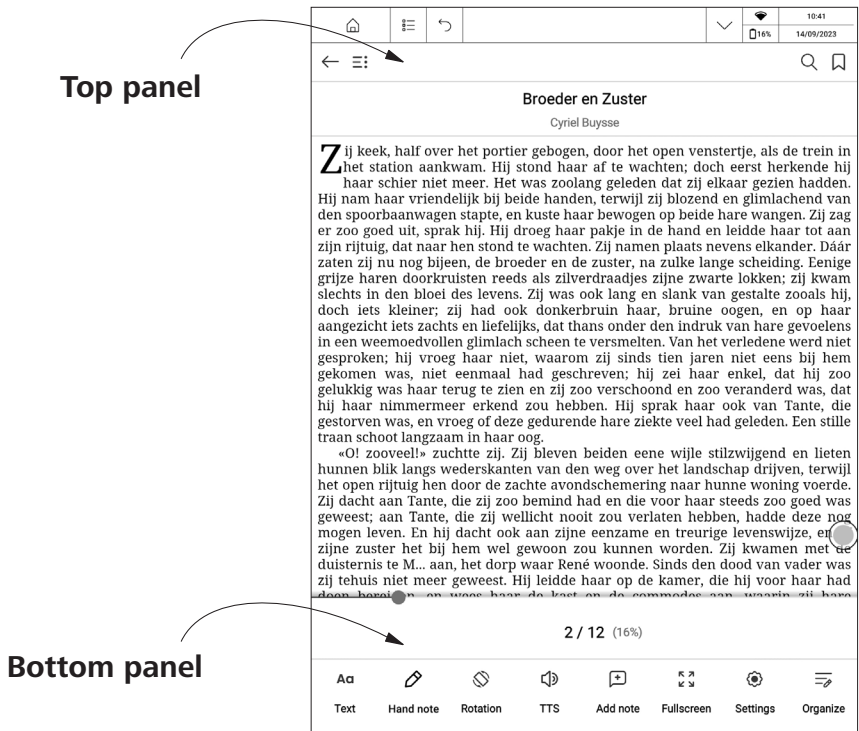 Top panel
16%
10:41
14/09/2023
Broeder en Zuster
Cyriel Buysse
Zij keek, half over het portier gebogen, door het open venstertje, als de trein in
het station aankwam. Hij stond haar af te wachten; doch eerst herkende hij
haar schier niet meer. Het was zoolang geleden dat zij elkaar gezien hadden.
Hij nam haar vriendelijk bij beide handen, terwijl zij blozend en glimlachend van
den spoorbaanwagen stapte, en kuste haar bewogen op beide hare wangen. Zij zag
er zoo goed uit, sprak hij. Hij droeg haar pakje in de hand en leidde haar tot aan
zijn rijtuig, dat naar hen stond te wachten. Zij namen plaats nevens elkander. Dáár
zaten zij nu nog bijeen, de broeder en de zuster, na zulke lange scheiding. Eenige
grijze haren doorkruisten reeds als zilverdraadjes zijne zwarte lokken; zij kwam
slechts in den bloei des levens. Zij was ook lang en slank van gestalte zooals hij,
doch iets kleiner; zij had ook donkerbruin haar, bruine oogen, en op haar
aangezicht iets zachts en liefelijks, dat thans onder den indruk van hare gevoelens
in een weemoedvollen glimlach scheen te versmelten. Van het verledene werd niet
gesproken; hij vroeg haar niet, waarom zij sinds tien jaren niet eens bij hem
gekomen was, niet eenmaal had geschreven; hij zei haar enkel, dat hij zoo
gelukkig was haar terug te zien en zij zoo verschoond en zoo veranderd was, dat
hij haar nimmermeer erkend zou hebben. Hij sprak haar ook van Tante, die
gestorven was, en vroeg of deze gedurende hare ziekte veel had geleden. Een stille
traan schoot langzaam in haar oog.
«O! zooveel!» zuchtte zij. Zij bleven beiden eene wijle stilzwijgend en lieten
hunnen blik langs wederskanten van den weg over het landschap drijven, terwijl
het open rijtuig hen door de zachte avondschemering naar hunne woning voerde.
Zij dacht aan Tante, die zij zoo bemind had en die voor haar steeds zoo goed was
geweest; aan Tante, die zij wellicht nooit zou verlaten hebben, hadde deze nog
mogen leven. En hij dacht ook aan zijne eenzame en treurige levenswijze, en
zijne zuster het bij hem wel gewoon zou kunnen worden. Zij kwamen met de
duisternis te M... aan, het dorp waar René woonde. Sinds den dood van vader was
zij tehuis niet meer geweest. Hij leidde haar op de kamer, die hij voor haar had
en wees haar de kast en de commodes aan, waarin zij hare
2 / 12 (16%)
Bottom panel
Aa
Text
Hand note
Rotation
TTS
Add note
Fullscreen
Settings
Organize